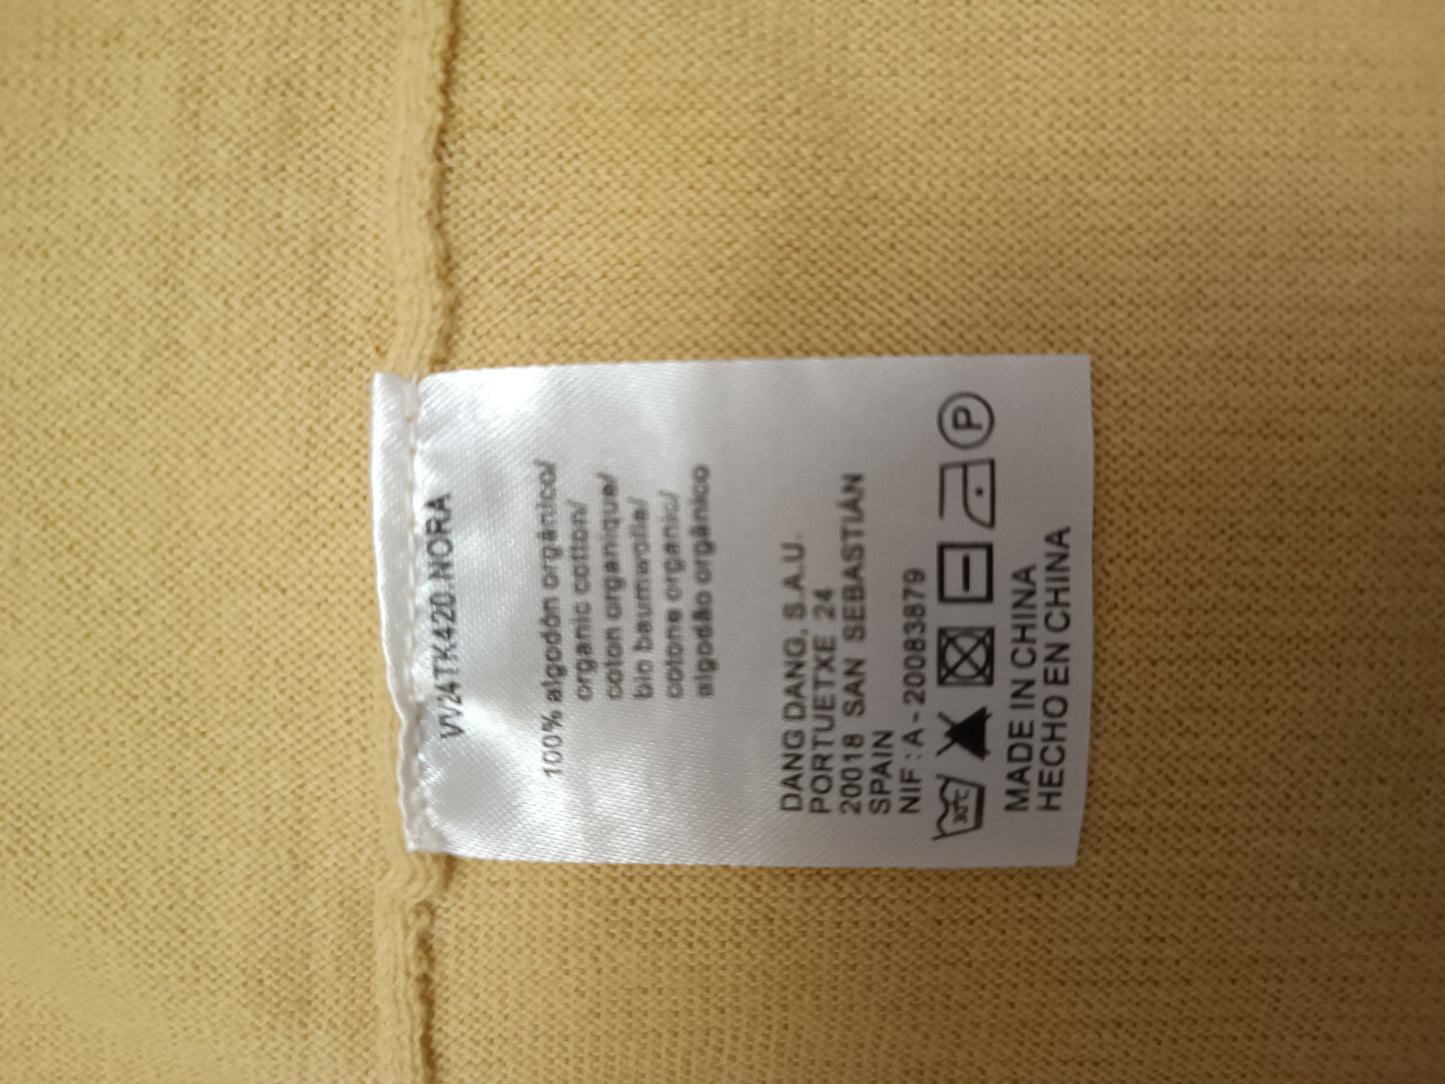 VV24TK420.NORA
100% algodón orgánico/
organic cotton/
coton organique/
bio baumwolle/
cotone organic/
algodão orgânico
DANG DANG, S.A.U.
PORTUETXE 24
20018 SAN SEBASTIÁN
SPAIN
NIF : A - 20083879
30°C P
MADE IN CHINA
HECHO EN CHINA